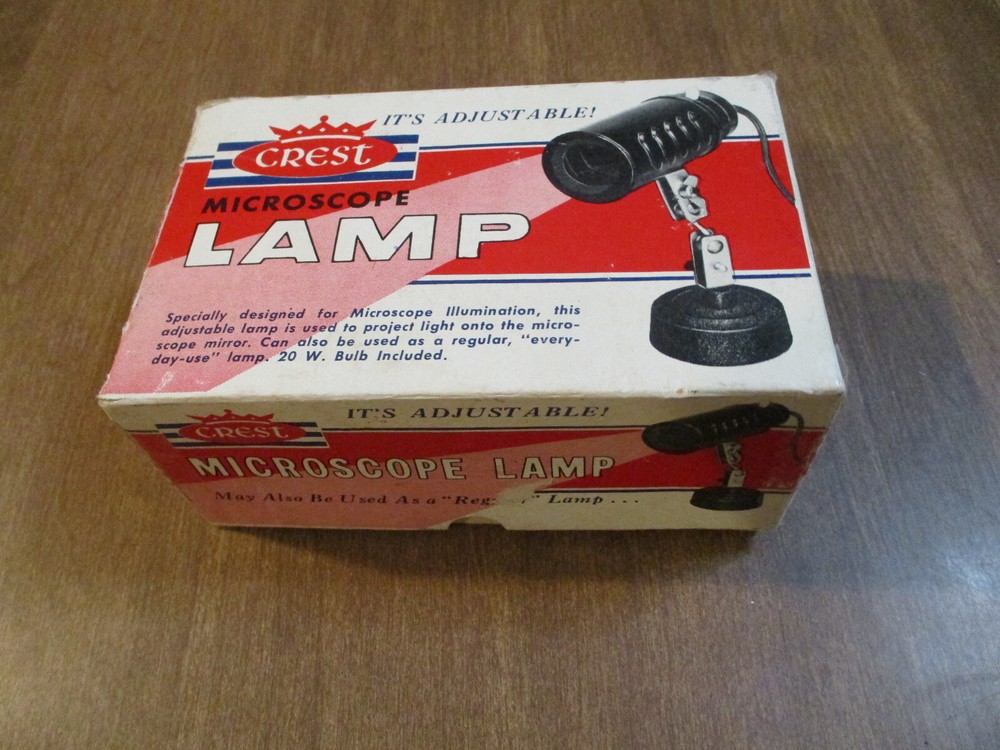 IT'S ADJUSTABLE!
CREST
MICROSCOPE
LAMP
Specially designed for Microscope Illumination, this
adjustable lamp is used to project light onto the micro-
scope mirror. Can also be used as a regular, "every-
day-use" lamp. 20 W. Bulb Included.
IT'S ADJUSTABLE!
CREST
MICROSCOPE LAMP
May Also Be Used As a Lamp...